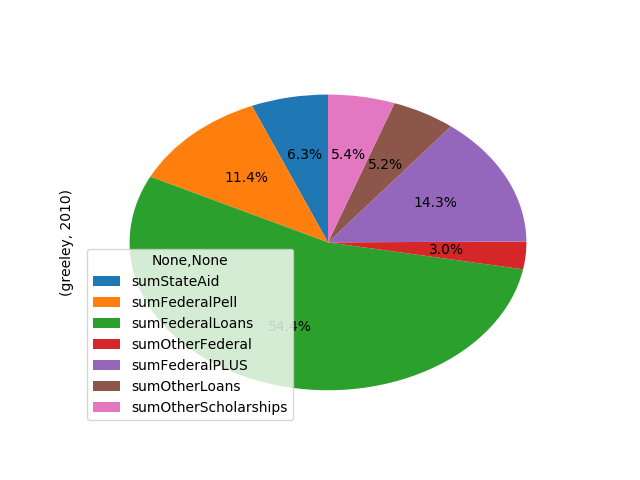 6.3%
5.4%
5.2%
11.4%
14.3%
3.0%
54.4%
(greeley, 2010)
None,None
sumStateAid
sumFederalPell
sumFederalLoans
sumOtherFederal
sumFederalPLUS
sumOtherLoans
sumOtherScholarships